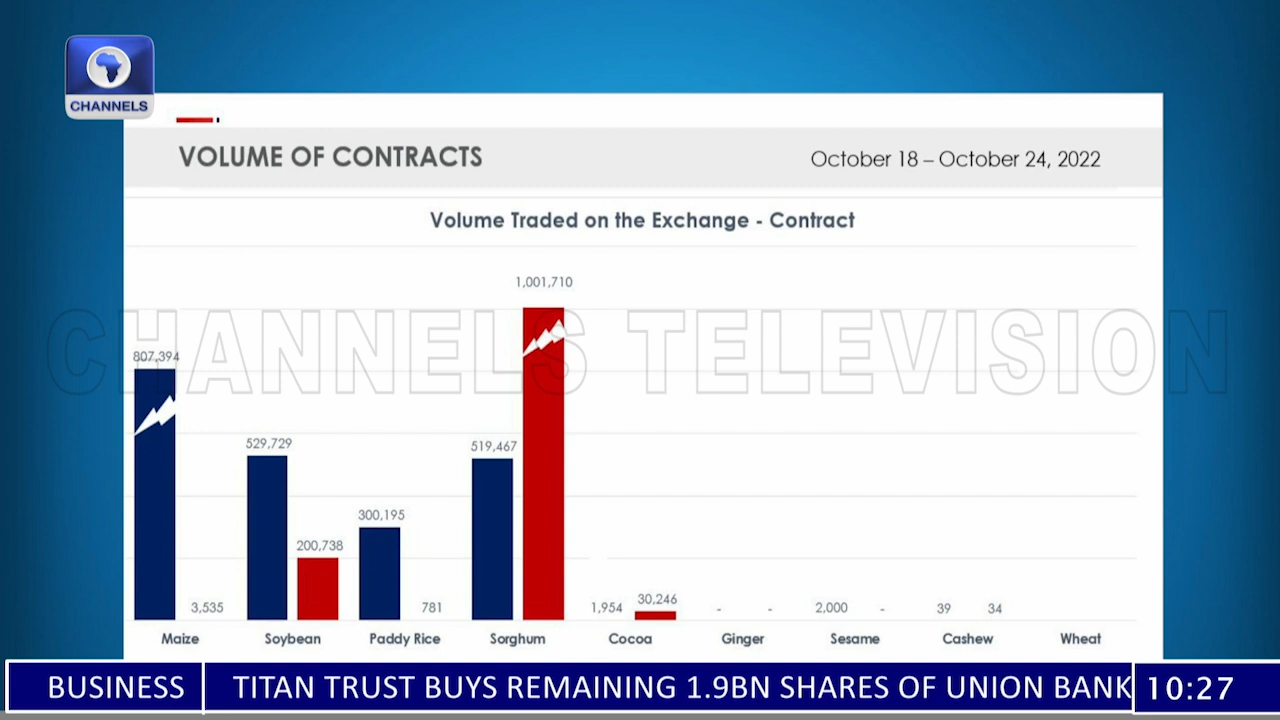 CHANNELS
VOLUME OF CONTRACTS
October 18 – October 24, 2022
Volume Traded on the Exchange - Contract
1,001,710
807,394
529,729
519,467
300,195
200,738
3,535
781
1,954
30,246
-
-
2,000
-
39
34
Maize
Soybean
Paddy Rice
Sorghum
Cocoa
Ginger
Sesame
Cashew
Wheat
CHANNELS TELEVISION
BUSINESS
TITAN TRUST BUYS REMAINING 1.9BN SHARES OF UNION BANK
10:27